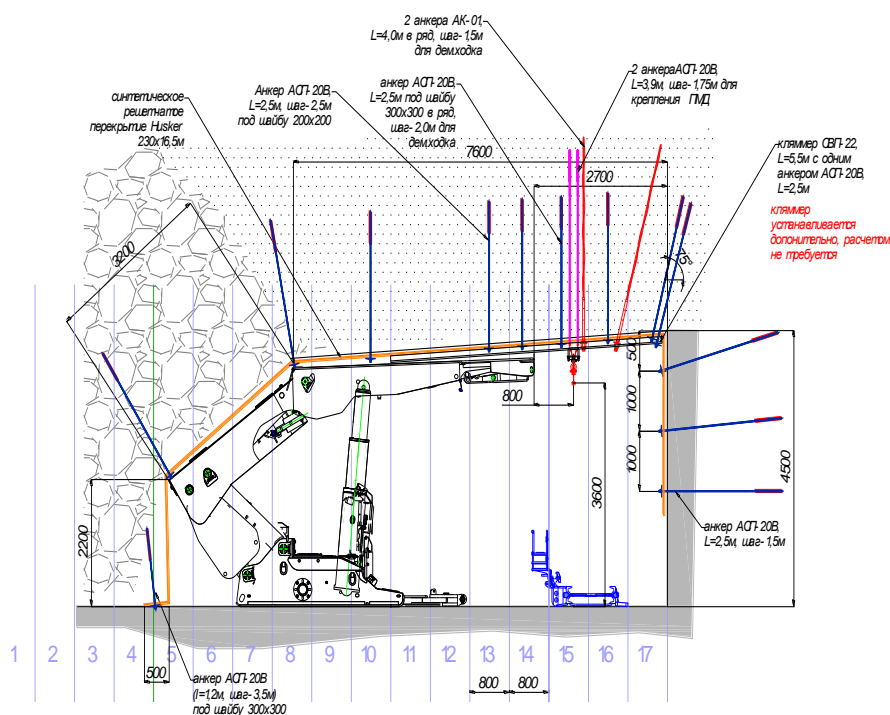 2 анкера АК-01,
L=4,0м в ряд, шаг-1,5м
для демходка
синтетическое
решетчатое
перекрытие Husker
230х16,5м
Анкер АСП-20В,
L=2,5м, шаг-2,5м
под шайбу 200х200
анкер АСП-20В,
L=2,5м под шайбу
300х300 в ряд,
шаг-2,0м для
демходка
2 анкераАСП-20В,
L=3,9м, шаг-1,75м для
крепления ПМД
кляммер СВП-22,
L=5,5м с одним
анкером АСП-20В,
L=2,5м
кляммер
устанавливается
допонительно, расчетом
не требуется
7600
2700
3200
75°
500
1000
1000
4500
800
3600
2200
анкер АСП-20В,
L=2,5м, шаг-1,5м
1 2 3 4 5 6 7 8 9 10 11 12 13 14 15 16 17
500
800 800
анкер АСП-20В
(l=1,2м, шаг-3,5м)
под шайбу 300х300